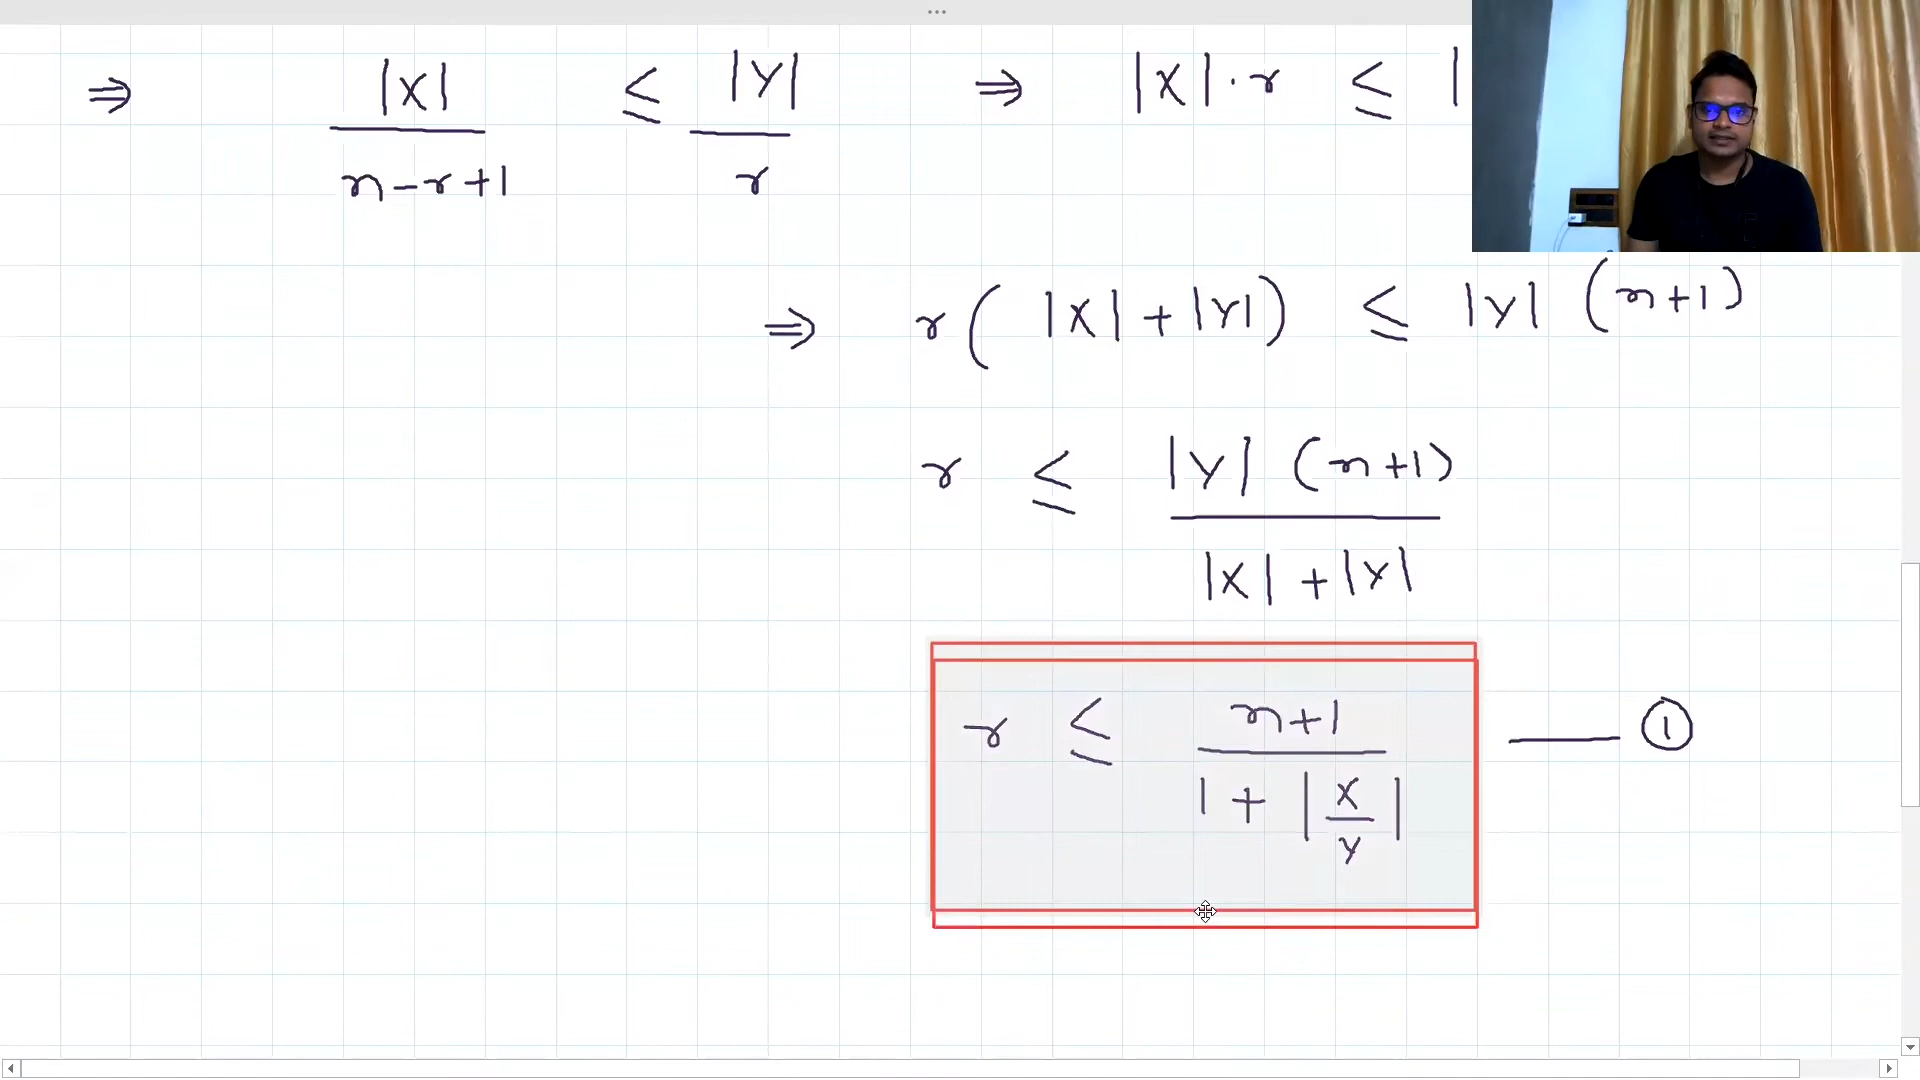 ⇒ |X|/(n-r+1) ≤ |Y|/r ⇒ |X|·r ≤ |
⇒ r(|X|+|Y|) ≤ |Y|(n+1)
r ≤ |Y|(n+1)/(|X|+|Y|)
r ≤ (n+1)/(1+|X/Y|) —— ①